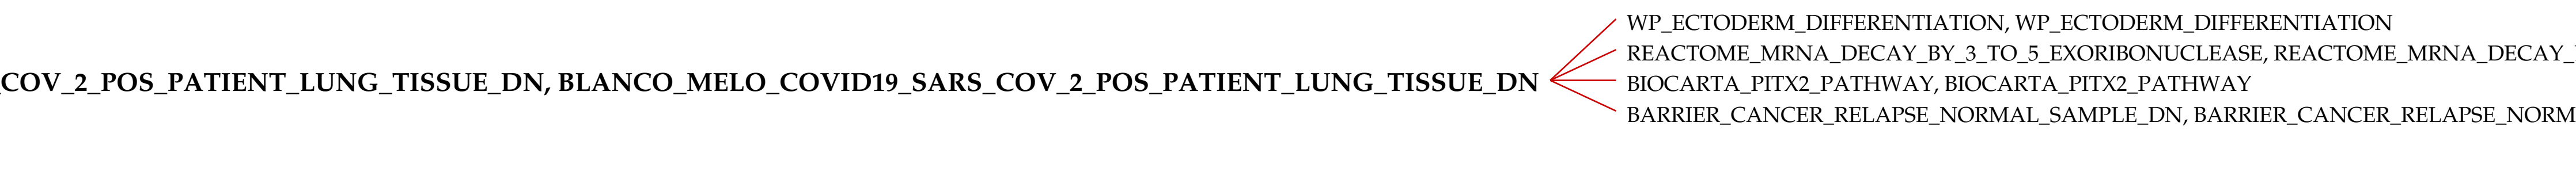 WP_ECTODERM_DIFFERENTIATION, WP_ECTODERM_DIFFERENTIATION
REACTOME_MRNA_DECAY_BY_3_TO_5_EXORIBONUCLEASE, REACTOME_MRNA_DECAY_
COV_2_POS_PATIENT_LUNG_TISSUE_DN, BLANCO_MELO_COVID19_SARS_COV_2_POS_PATIENT_LUNG_TISSUE_DN
BIOCARTA_PITX2_PATHWAY, BIOCARTA_PITX2_PATHWAY
BARRIER_CANCER_RELAPSE_NORMAL_SAMPLE_DN, BARRIER_CANCER_RELAPSE_NORM